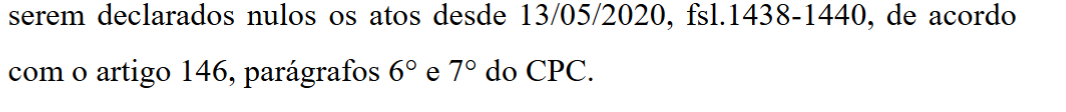 serem declarados nulos os atos desde 13/05/2020, fsl.1438-1440, de acordo
com o artigo 146, parágrafos 6° e 7° do CPC.